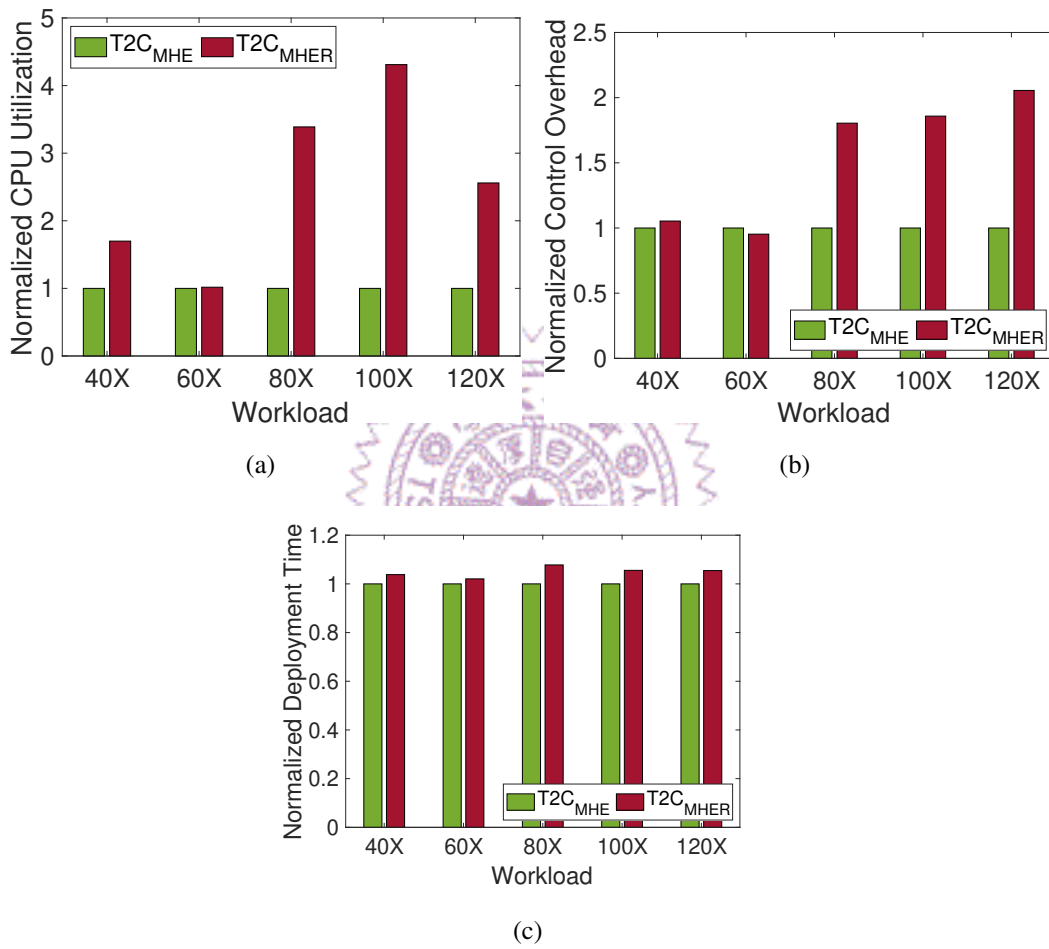 5
4
3
2
1
0
Normalized CPU Utilization
T2C_MHE T2C_MHER
40X 60X 80X 100X 120X
Workload
(a)
2.5
2
1.5
1
0.5
0
Normalized Control Overhead
T2C_MHE T2C_MHER
40X 60X 80X 100X 120X
Workload
(b)
1.2
1
0.8
0.6
0.4
0.2
0
Normalized Deployment Time
T2C_MHE T2C_MHER
40X 60X 80X 100X 120X
Workload
(c)